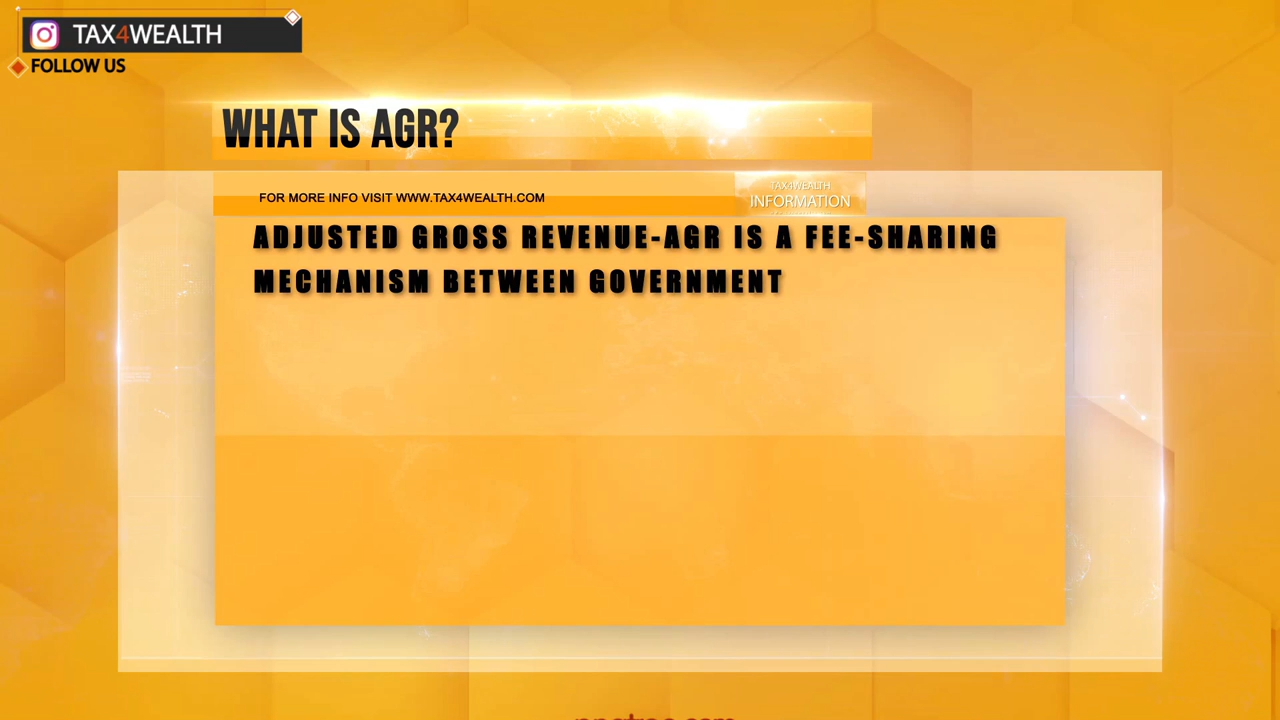 TAX4WEALTH
FOLLOW US
WHAT IS AGR?
FOR MORE INFO VISIT WWW.TAX4WEALTH.COM
TAX4WEALTH
INFORMATION
ADJUSTED GROSS REVENUE-AGR IS A FEE-SHARING
MECHANISM BETWEEN GOVERNMENT